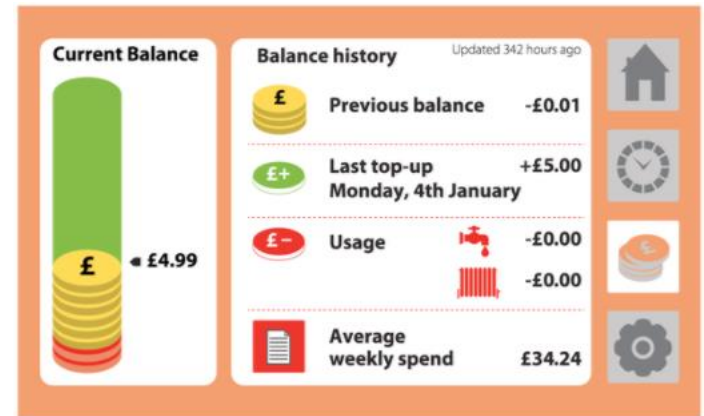 Current Balance
£
£4.99
Balance history
Updated 342 hours ago
£
Previous balance -£0.01
£+
Last top-up +£5.00
Monday, 4th January
£-
Usage -£0.00
-£0.00
Average
weekly spend £34.24
£